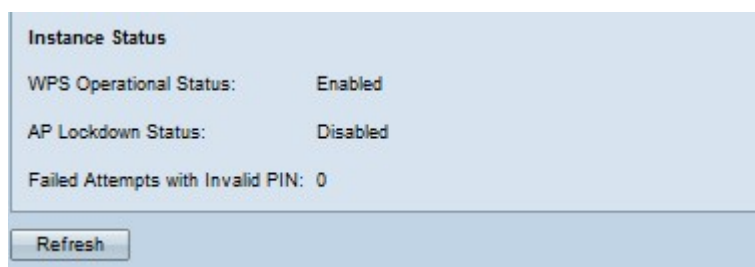 Instance Status
WPS Operational Status: Enabled
AP Lockdown Status: Disabled
Failed Attempts with Invalid PIN: 0
Refresh